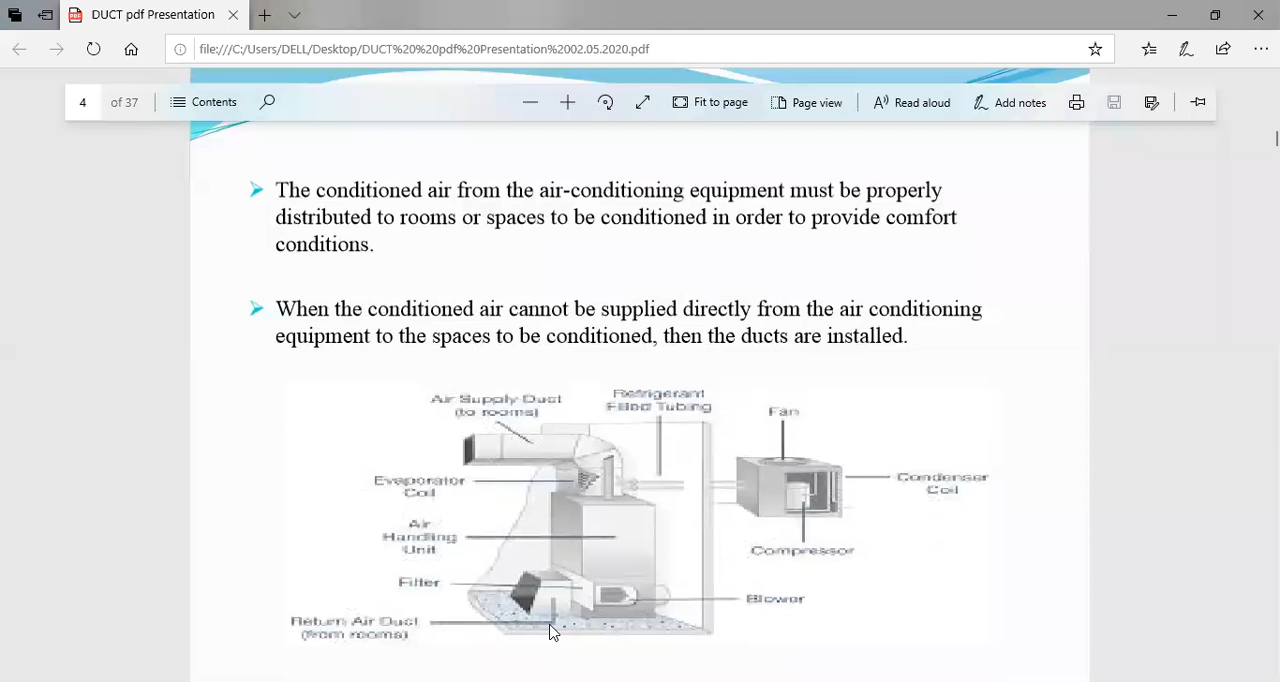 DUCT pdf Presentation
file:///C:/Users/DELL/Desktop/DUCT%20%20pdf%20Presentation%2002.05.2020.pdf
4 of 37 Contents Fit to page Page view Read aloud Add notes
The conditioned air from the air-conditioning equipment must be properly
distributed to rooms or spaces to be conditioned in order to provide comfort
conditions.
When the conditioned air cannot be supplied directly from the air conditioning
equipment to the spaces to be conditioned, then the ducts are installed.
Air Supply Duct
(to rooms)
Refrigerant
Filled Tubing
Fan
Evaporator
Coil
Condenser
Coil
Air
Handling
Unit
Compressor
Filter
Blower
Return Air Duct
(from rooms)